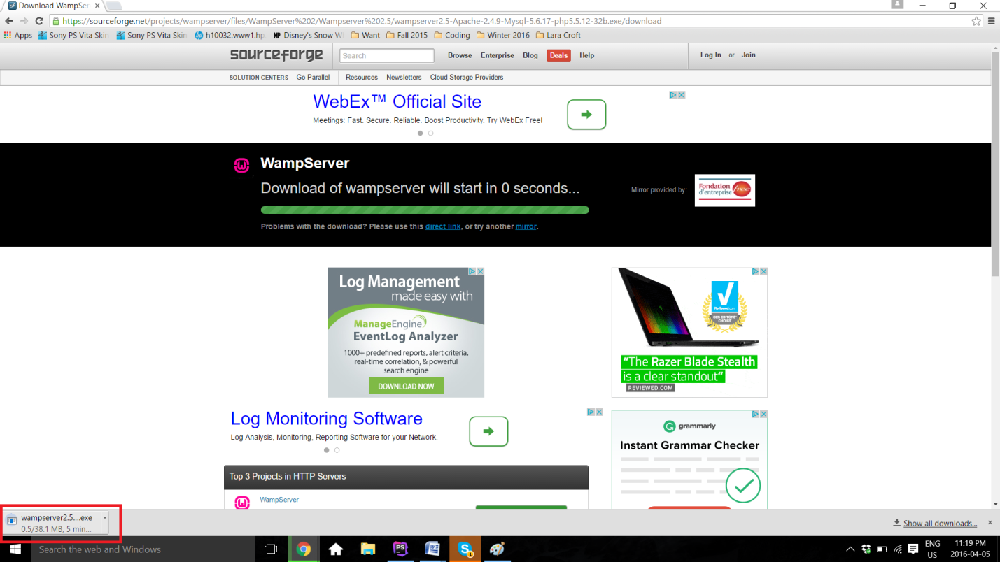 Download WampSer
https://sourceforge.net/projects/wampserver/files/WampServer%202/Wampserver%202.5/wampserver2.5-Apache-2.4.9-Mysql-5.6.17-php5.5.12-32b.exe/download
Apps Sony PS Vita Skin Sony PS Vita Skin h10032.www1.hp HP Disney's Snow W Want Fall 2015 Coding Winter 2016 Lara Croft
sourceforge Search Browse Enterprise Blog Deals Help Log In or Join
SOLUTION CENTERS Go Parallel Resources Newsletters Cloud Storage Providers
WebEx™ Official Site
Meetings: Fast. Secure. Reliable. Boost Productivity. Try WebEx Free!
WampServer
Download of wampserver will start in 0 seconds...
Mirror provided by:
Fondation
d'entreprise free
Problems with the download? Please use this direct link, or try another mirror.
Log Management
made easy with
ManageEngine
EventLog Analyzer
1000+ predefined reports, alert criteria,
real-time correlation, & powerful
search engine
DOWNLOAD NOW
Reviewed.com
CES EDITORS'
CHOICE
“The Razer Blade Stealth
is a clear standout”
REVIEWED.COM
Log Monitoring Software
Log Analysis, Monitoring, Reporting Software for your Network.
grammarly
Instant Grammar Checker
Top 3 Projects in HTTP Servers
WampServer
wampserver2.5....exe
0.5/38.1 MB, 5 min...
Show all downloads...
Search the web and Windows
ENG
US
11:19 PM
2016-04-05